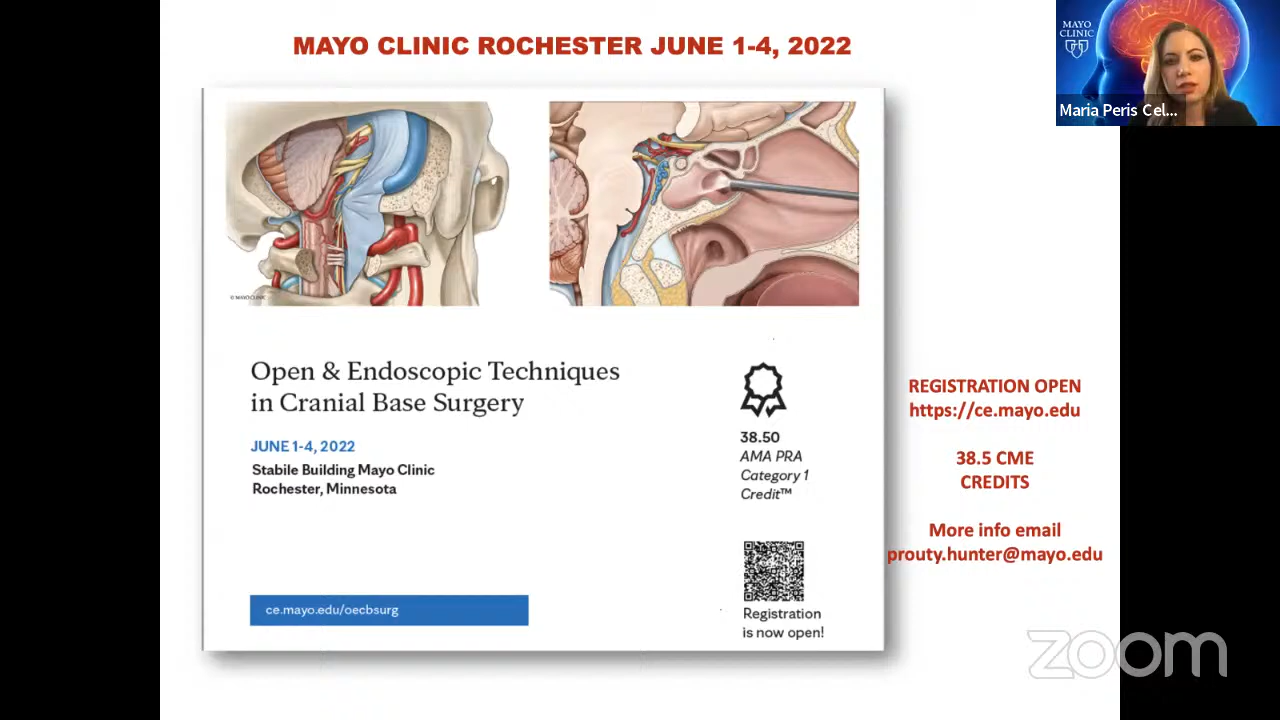 MAYO CLINIC ROCHESTER JUNE 1-4, 2022
MAYO
CLINIC
Maria Peris Cel...
© MAYO CLINIC
Open & Endoscopic Techniques
in Cranial Base Surgery
JUNE 1-4, 2022
Stabile Building Mayo Clinic
Rochester, Minnesota
38.50
AMA PRA
Category 1
Credit™
ce.mayo.edu/oecbsurg
Registration
is now open!
REGISTRATION OPEN
https://ce.mayo.edu
38.5 CME
CREDITS
More info email
prouty.hunter@mayo.edu
zoom